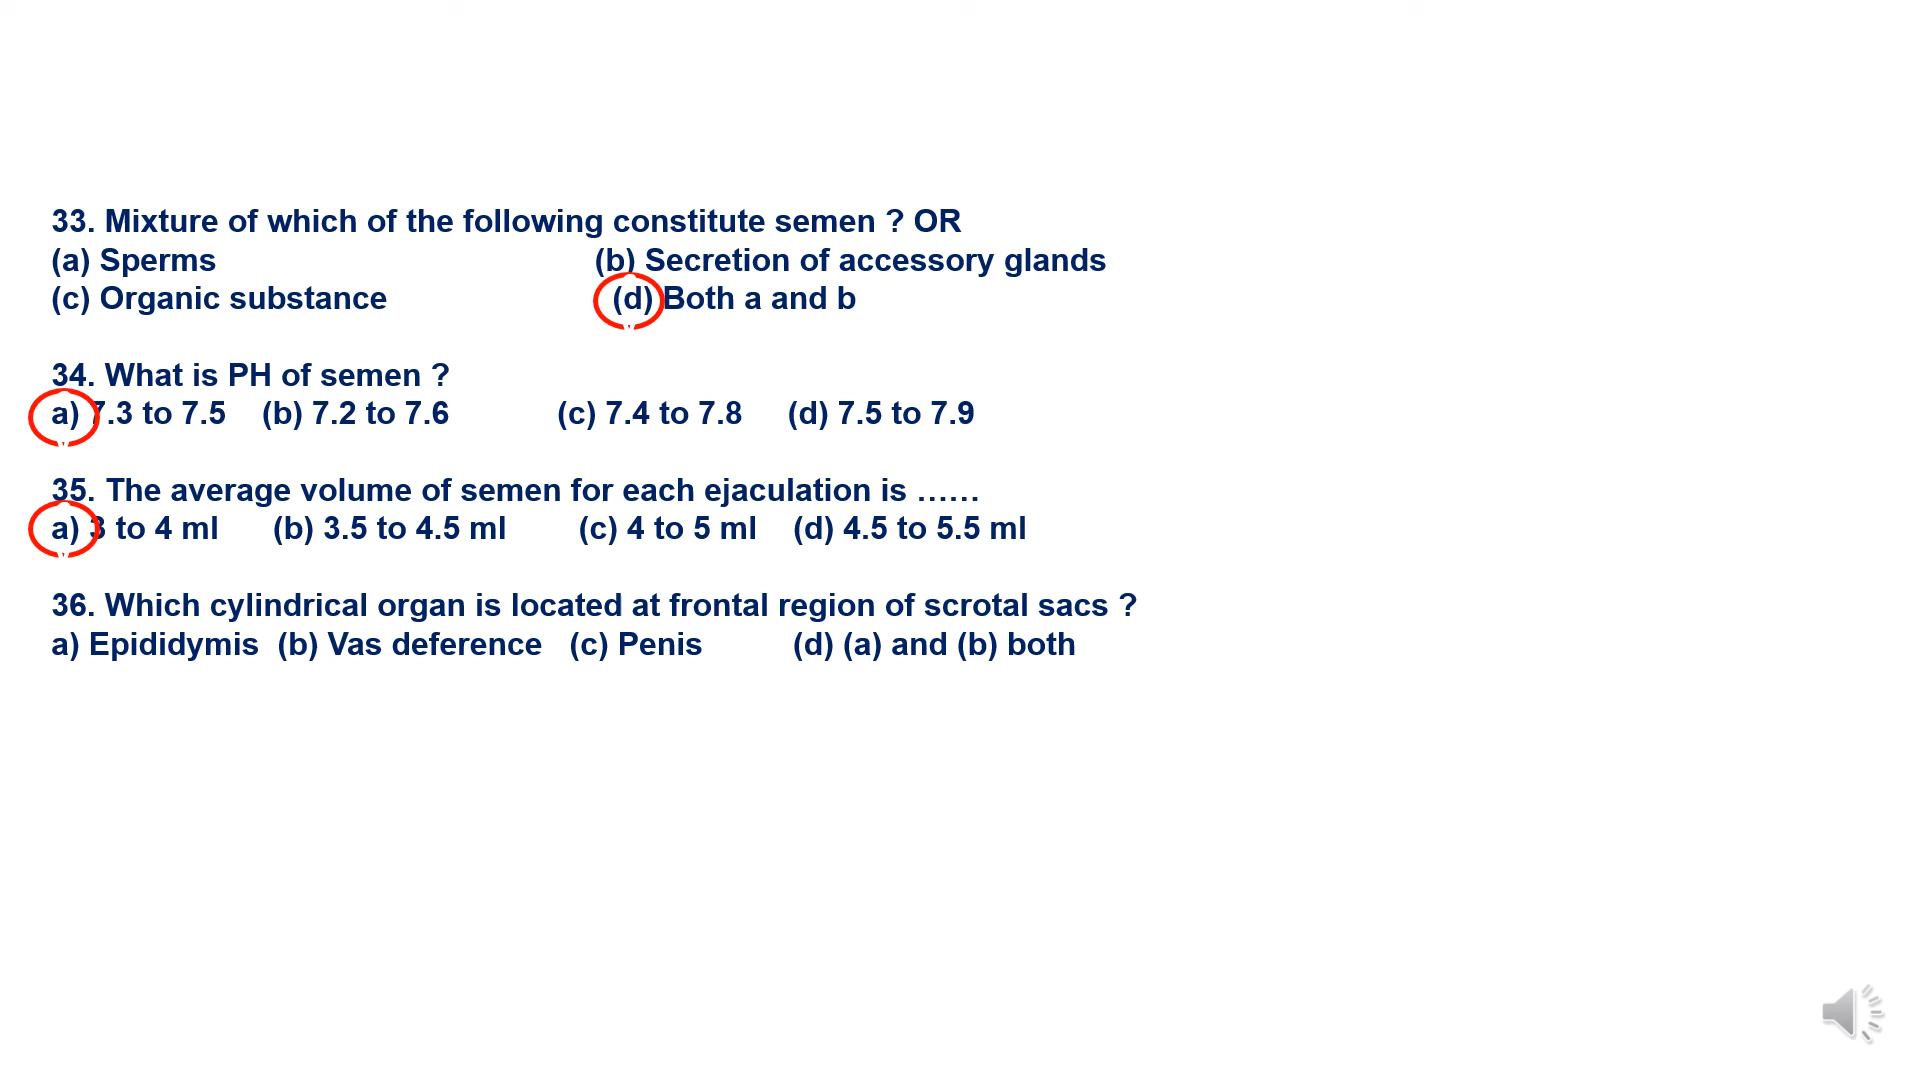 33. Mixture of which of the following constitute semen ? OR
(a) Sperms (b) Secretion of accessory glands
(c) Organic substance (d) Both a and b
34. What is PH of semen ?
a) 7.3 to 7.5 (b) 7.2 to 7.6 (c) 7.4 to 7.8 (d) 7.5 to 7.9
35. The average volume of semen for each ejaculation is ……
a) 3 to 4 ml (b) 3.5 to 4.5 ml (c) 4 to 5 ml (d) 4.5 to 5.5 ml
36. Which cylindrical organ is located at frontal region of scrotal sacs ?
a) Epididymis (b) Vas deference (c) Penis (d) (a) and (b) both